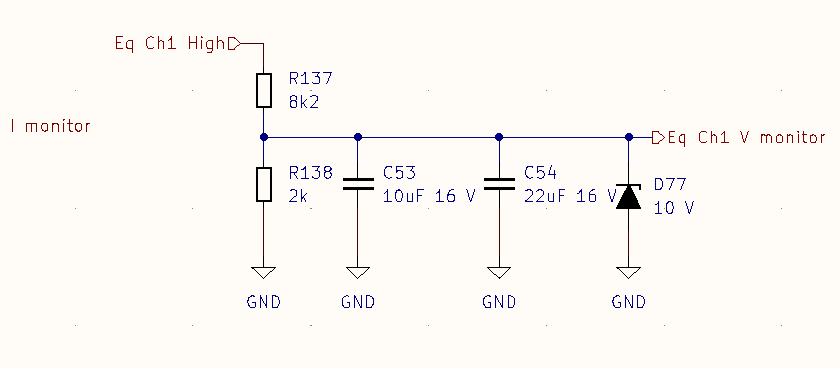 Eq Ch1 High
R137
8k2
I monitor
Eq Ch1 V monitor
R138
2k
C53
10uF 16 V
C54
22uF 16 V
D77
10 V
GND
GND
GND
GND